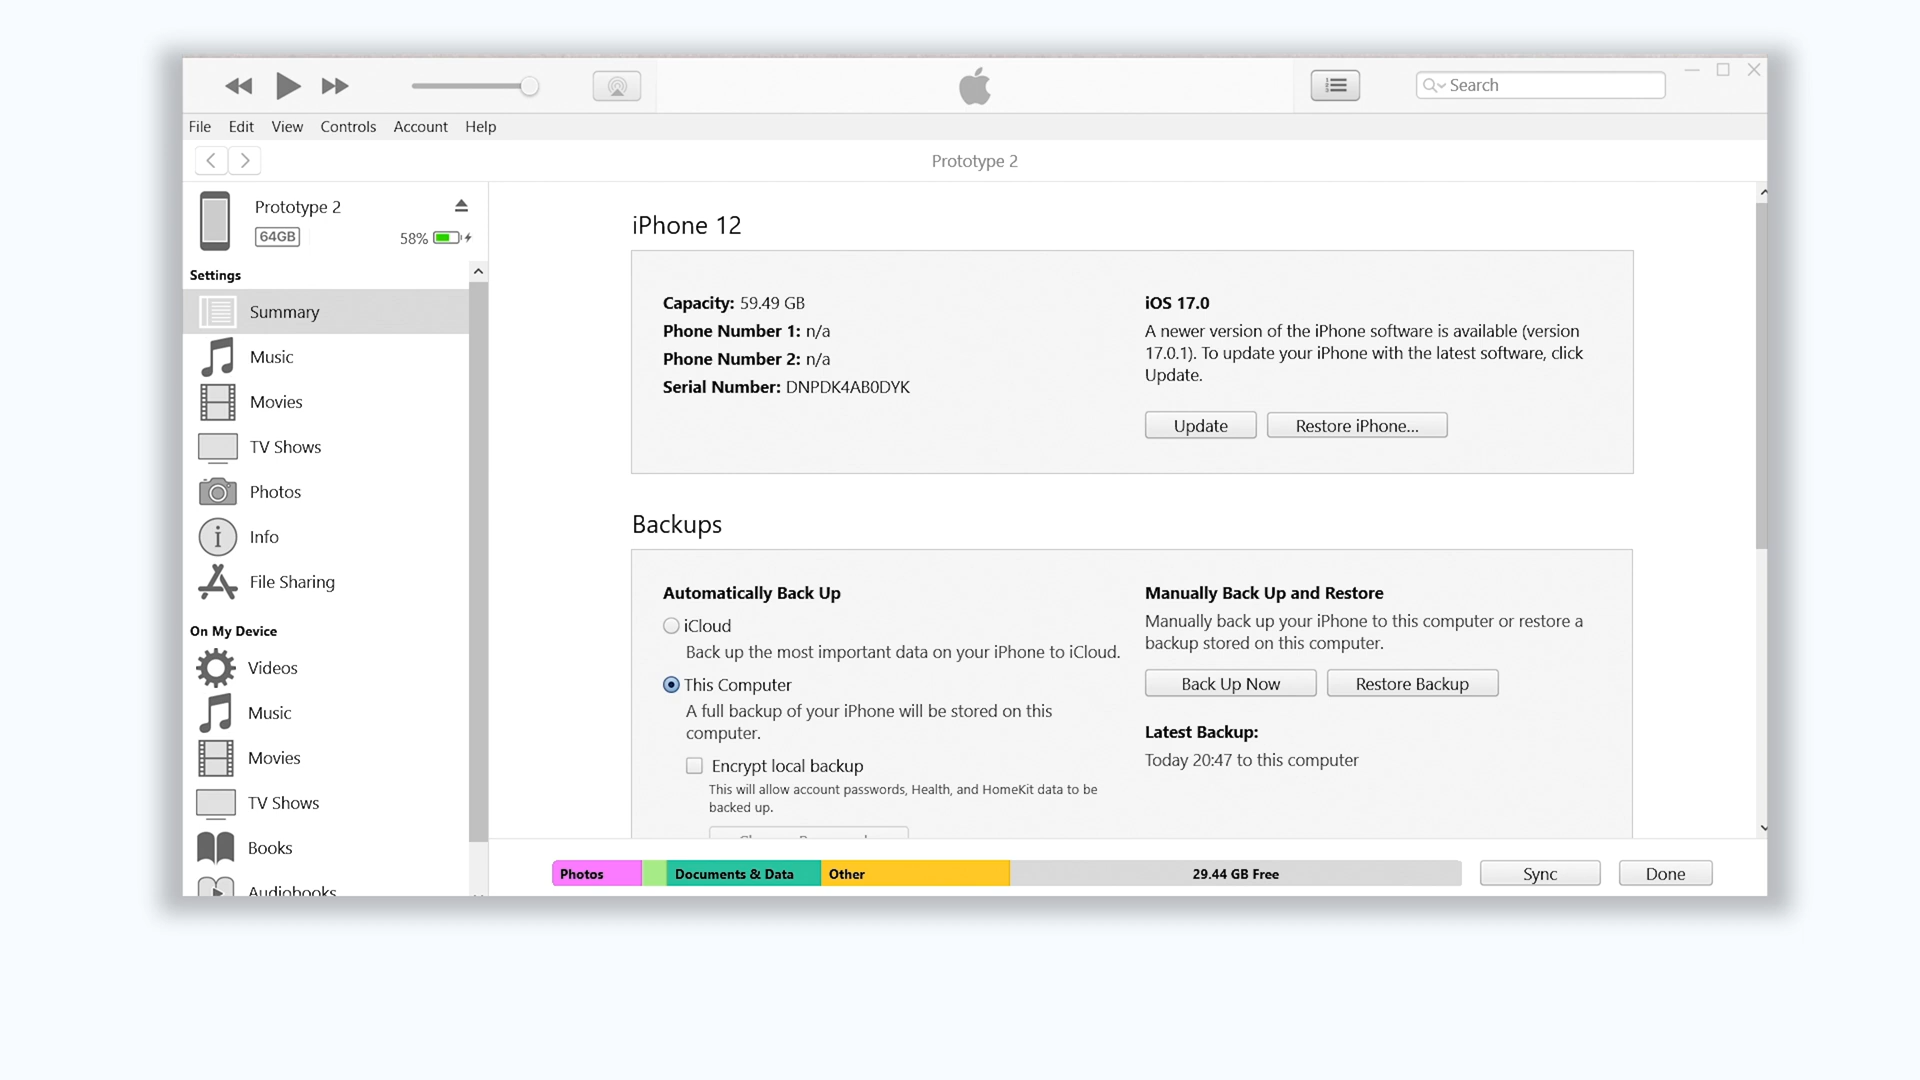 Search
File Edit View Controls Account Help
Prototype 2
Prototype 2
64GB
58%
Settings
Summary
Music
Movies
TV Shows
Photos
Info
File Sharing
On My Device
Videos
Music
Movies
TV Shows
Books
Audiobooks
iPhone 12
Capacity: 59.49 GB
Phone Number 1: n/a
Phone Number 2: n/a
Serial Number: DNPDK4AB0DYK
iOS 17.0
A newer version of the iPhone software is available (version
17.0.1). To update your iPhone with the latest software, click
Update.
Update Restore iPhone...
Backups
Automatically Back Up
iCloud
Back up the most important data on your iPhone to iCloud.
This Computer
A full backup of your iPhone will be stored on this
computer.
Encrypt local backup
This will allow account passwords, Health, and HomeKit data to be
backed up.
Manually Back Up and Restore
Manually back up your iPhone to this computer or restore a
backup stored on this computer.
Back Up Now Restore Backup
Latest Backup:
Today 20:47 to this computer
Photos Documents & Data Other 29.44 GB Free Sync Done